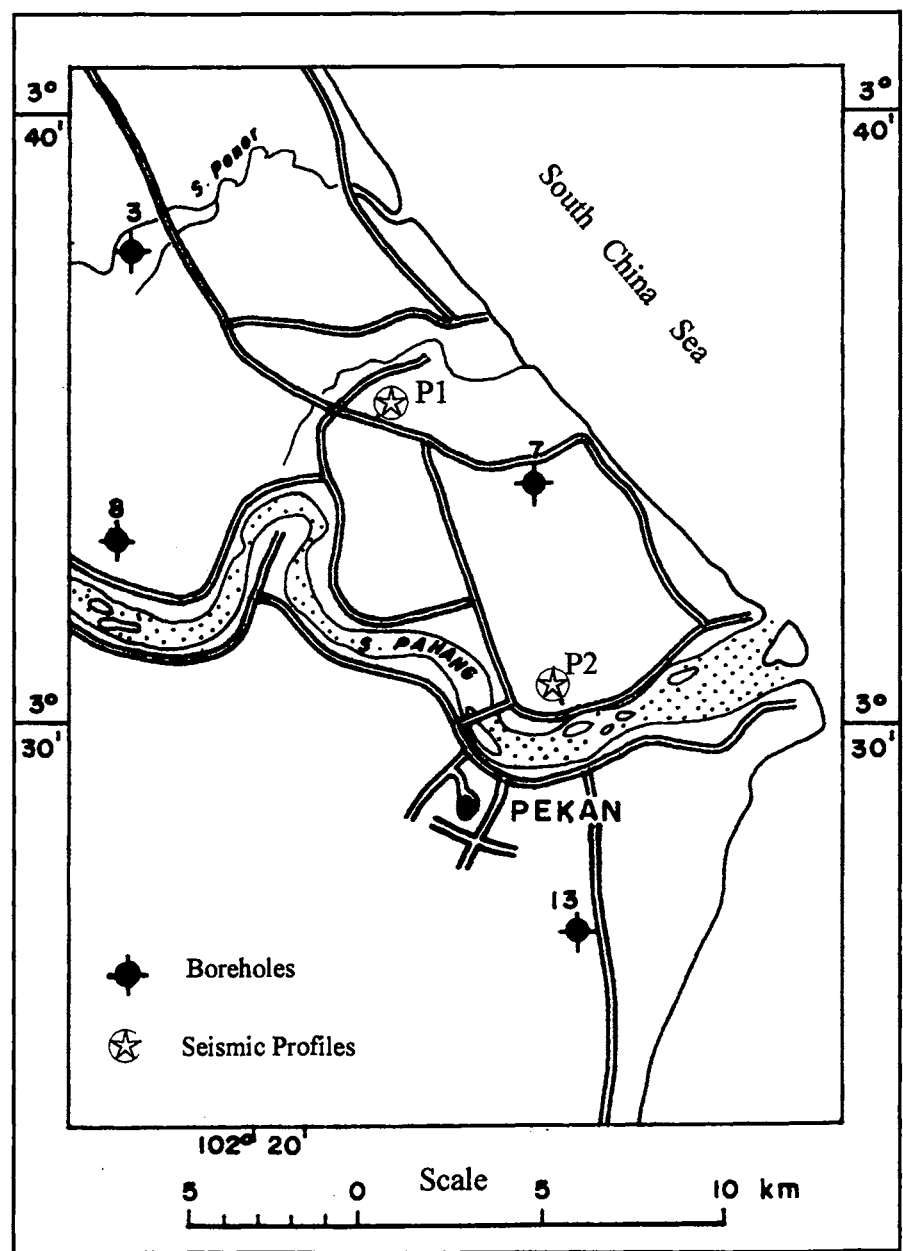 3° 3°
40' 40'
S. Penor
South China Sea
3
P1
7
8
S. PAHANG
P2
3° 3°
30' 30'
PEKAN
13
Boreholes
Seismic Profiles
102° 20'
Scale
5 0 5 10 km